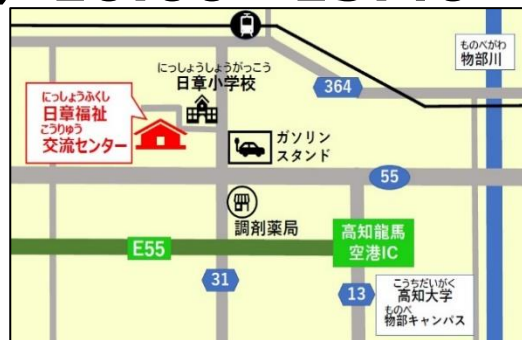 ものべがわ
物部川
にっしょうしょうがっこう
日章小学校
364
にっしょうふくし
日章福祉
こうりゅう
交流センター
ガソリン
スタンド
55
調剤薬局
高知龍馬
空港IC
E55
31
13
こうちだいがく
高知大学
ものべ
物部キャンパス